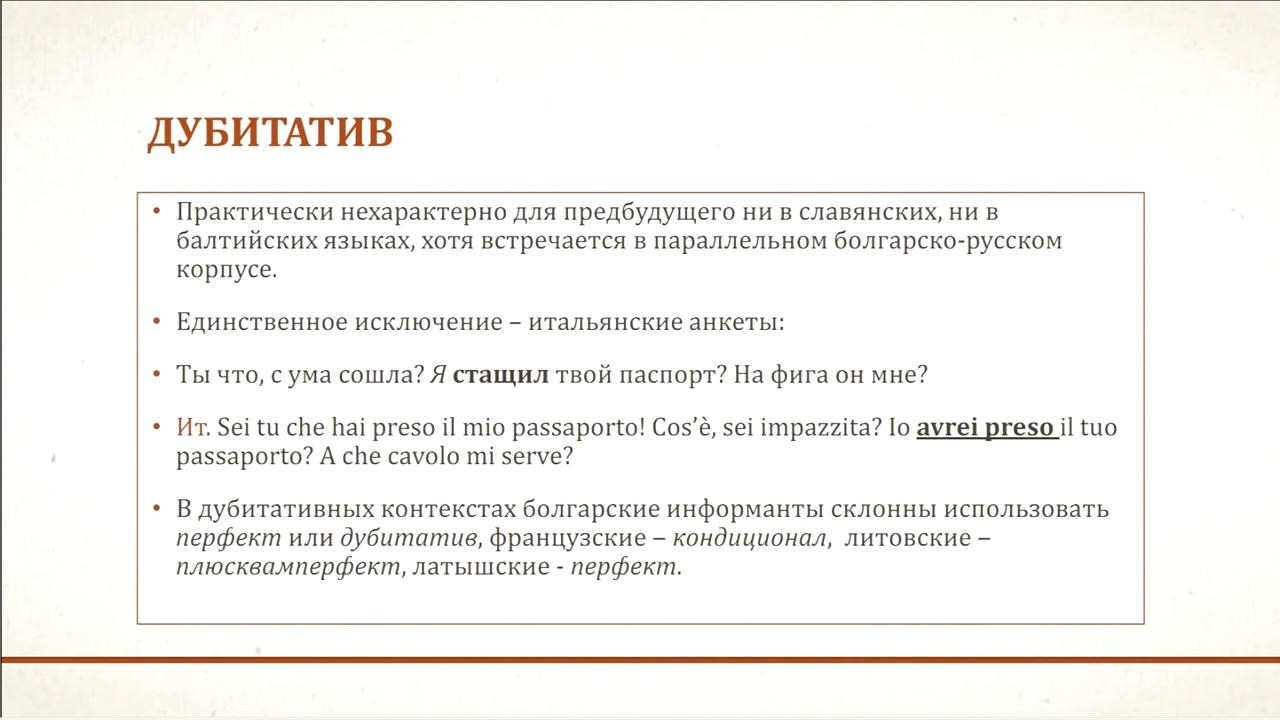 ДУБИТАТИВ
• Практически нехарактерно для предбудущего ни в славянских, ни в
балтийских языках, хотя встречается в параллельном болгарско-русском
корпусе.
• Единственное исключение – итальянские анкеты:
• Ты что, с ума сошла? Я стащил твой паспорт? На фига он мне?
• Ит. Sei tu che hai preso il mio passaporto! Cos’è, sei impazzita? Io avrei preso il tuo
passaporto? A che cavolo mi serve?
• В дубитативных контекстах болгарские информанты склонны использовать
перфект или дубитатив, французские – кондиционал, литовские –
плюсквамперфект, латышские - перфект.